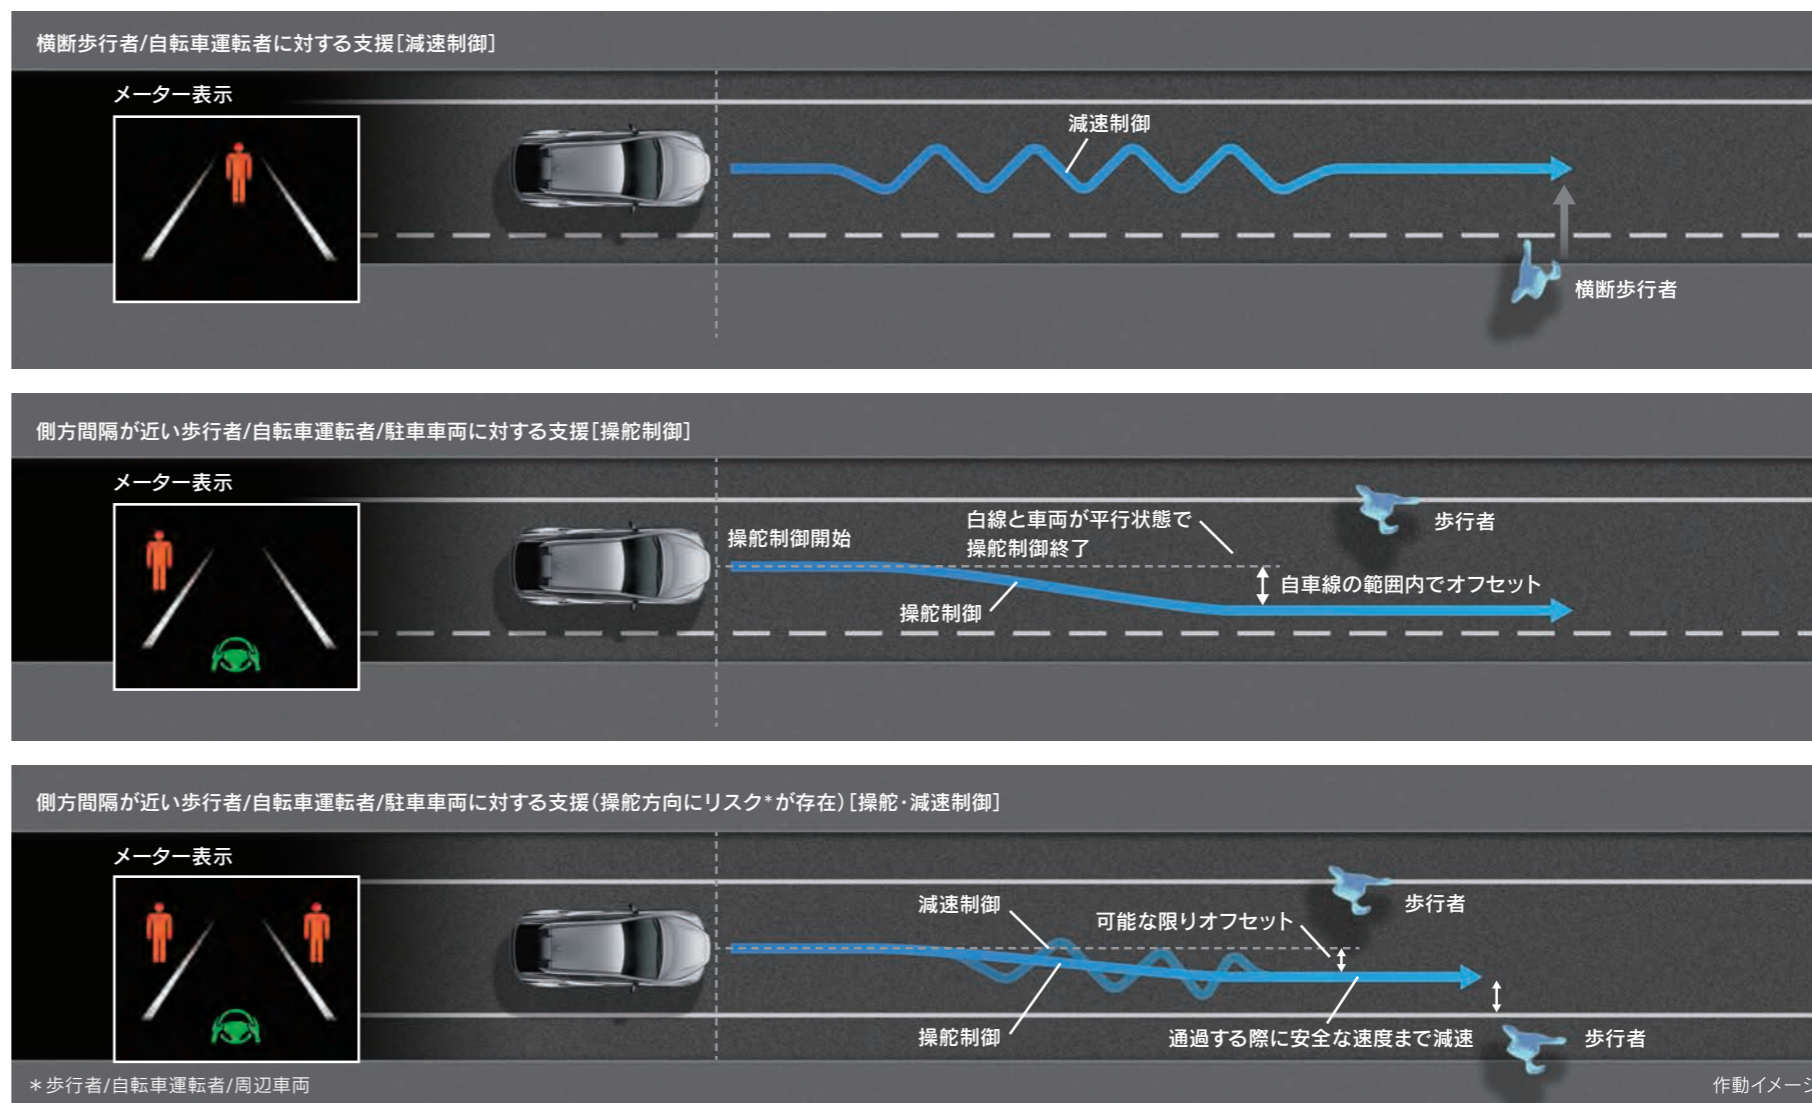 横断歩行者/自転車運転者に対する支援[減速制御]
メーター表示
減速制御
横断歩行者
側方間隔が近い歩行者/自転車運転者/駐車車両に対する支援[操舵制御]
メーター表示
操舵制御開始
白線と車両が平行状態で
操舵制御終了
歩行者
自車線の範囲内でオフセット
操舵制御
側方間隔が近い歩行者/自転車運転者/駐車車両に対する支援(操舵方向にリスク*が存在)[操舵・減速制御]
メーター表示
減速制御
可能な限りオフセット
歩行者
操舵制御
通過する際に安全な速度まで減速
歩行者
*歩行者/自転車運転者/周辺車両
作動イメージ